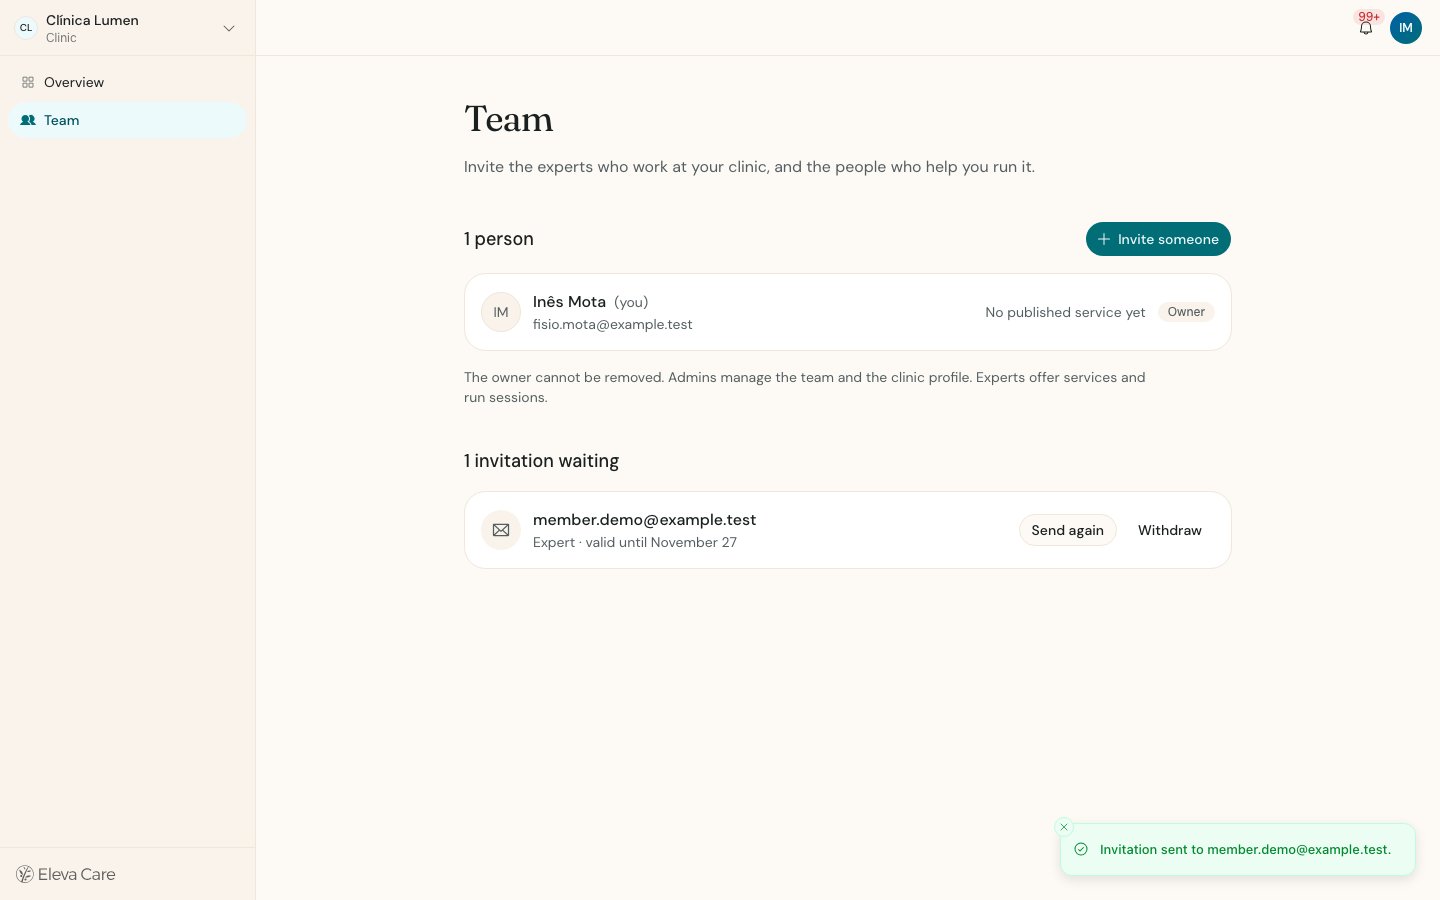 CL
Clínica Lumen
Clinic
99+
IM
Overview
Team
Team
Invite the experts who work at your clinic, and the people who help you run it.
1 person
Invite someone
IM
Inês Mota (you)
fisio.mota@example.test
No published service yet
Owner
The owner cannot be removed. Admins manage the team and the clinic profile. Experts offer services and
run sessions.
1 invitation waiting
member.demo@example.test
Expert · valid until November 27
Send again
Withdraw
Invitation sent to member.demo@example.test.
Eleva Care